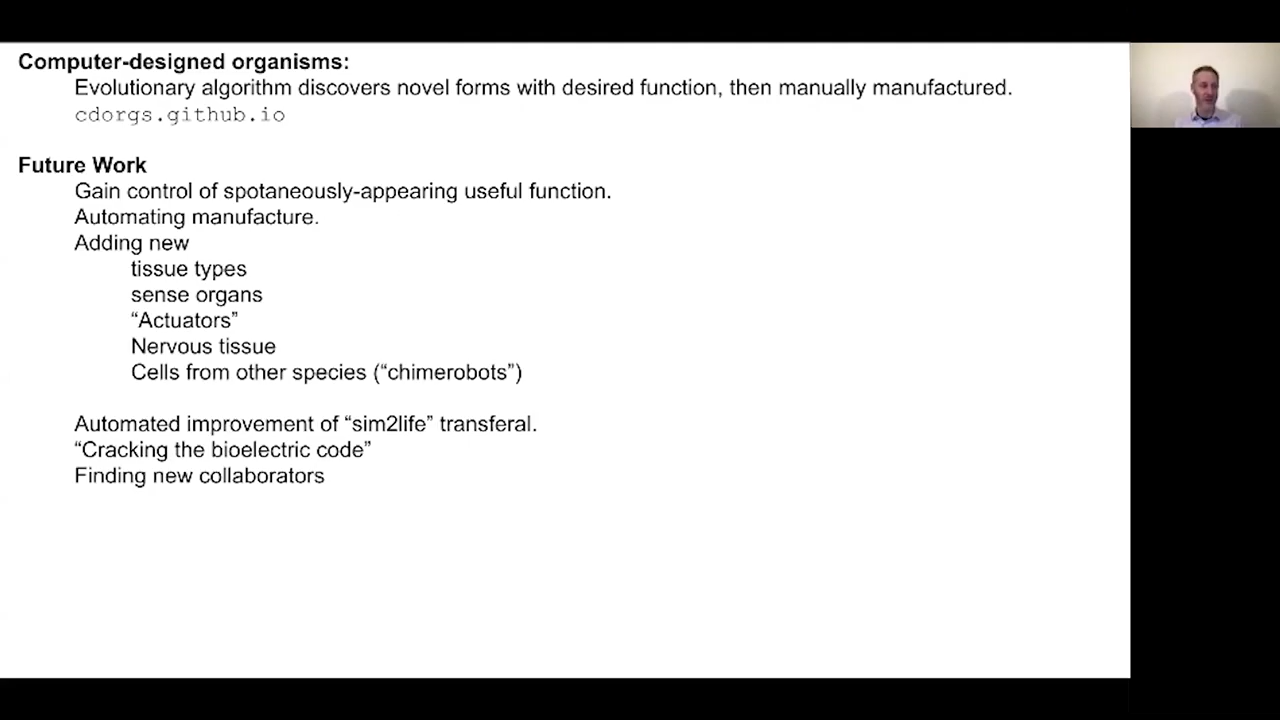 Computer-designed organisms:
Evolutionary algorithm discovers novel forms with desired function, then manually manufactured.
cdorgs.github.io
Future Work
Gain control of spotaneously-appearing useful function.
Automating manufacture.
Adding new
tissue types
sense organs
“Actuators”
Nervous tissue
Cells from other species (“chimerobots”)
Automated improvement of “sim2life” transferal.
“Cracking the bioelectric code”
Finding new collaborators